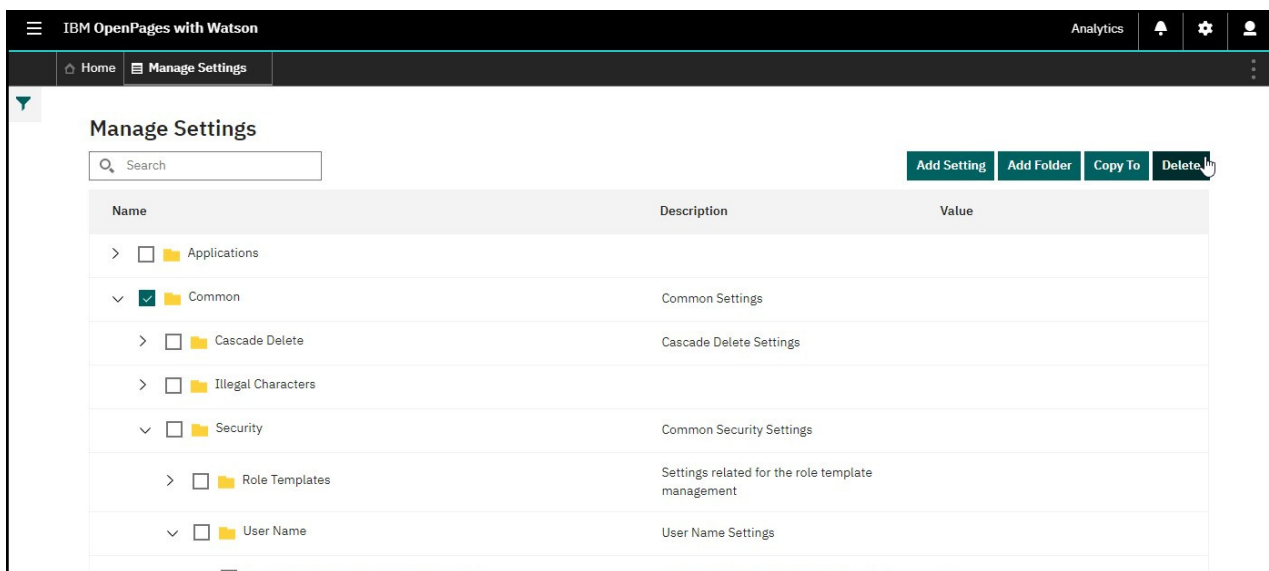 IBM OpenPages with Watson Analytics
Home Manage Settings
Manage Settings
Search Add Setting Add Folder Copy To Delete
Name Description Value
Applications
Common Common Settings
Cascade Delete Cascade Delete Settings
Illegal Characters
Security Common Security Settings
Role Templates Settings related for the role template
management
User Name User Name Settings